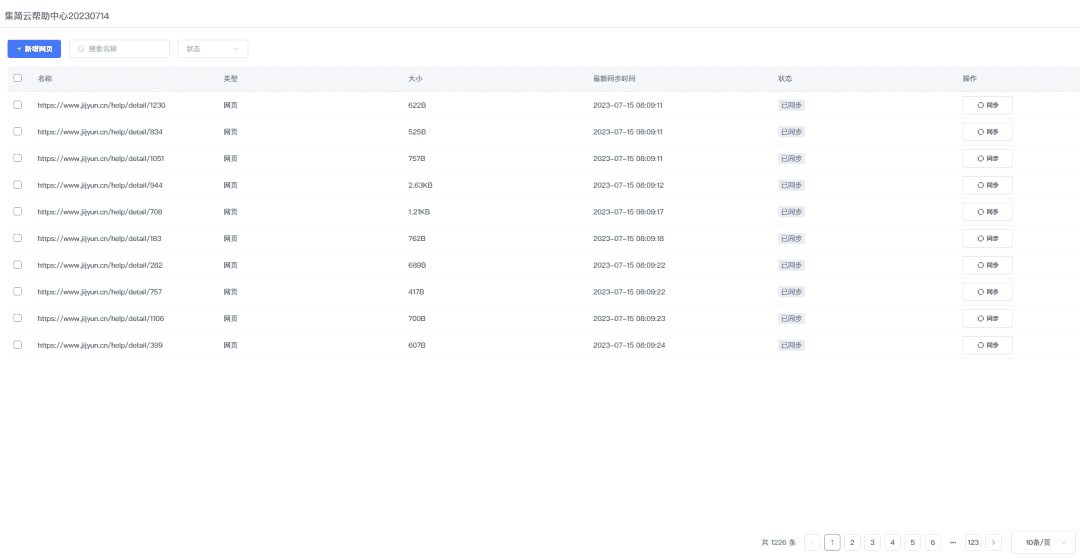 集简云帮助中心20230714
+ 新增网页 搜索名称 状态
名称 类型 大小 最新同步时间 状态 操作
https://www.jijyun.cn/help/detail/1230 网页 622B 2023-07-15 08:09:11 已同步 同步
https://www.jijyun.cn/help/detail/834 网页 525B 2023-07-15 08:09:11 已同步 同步
https://www.jijyun.cn/help/detail/1051 网页 757B 2023-07-15 08:09:11 已同步 同步
https://www.jijyun.cn/help/detail/944 网页 2.63KB 2023-07-15 08:09:12 已同步 同步
https://www.jijyun.cn/help/detail/708 网页 1.21KB 2023-07-15 08:09:17 已同步 同步
https://www.jijyun.cn/help/detail/183 网页 762B 2023-07-15 08:09:18 已同步 同步
https://www.jijyun.cn/help/detail/282 网页 689B 2023-07-15 08:09:22 已同步 同步
https://www.jijyun.cn/help/detail/757 网页 417B 2023-07-15 08:09:22 已同步 同步
https://www.jijyun.cn/help/detail/1106 网页 700B 2023-07-15 08:09:23 已同步 同步
https://www.jijyun.cn/help/detail/399 网页 607B 2023-07-15 08:09:24 已同步 同步
共 1226 条 1 2 3 4 5 6 ••• 123 10条/页